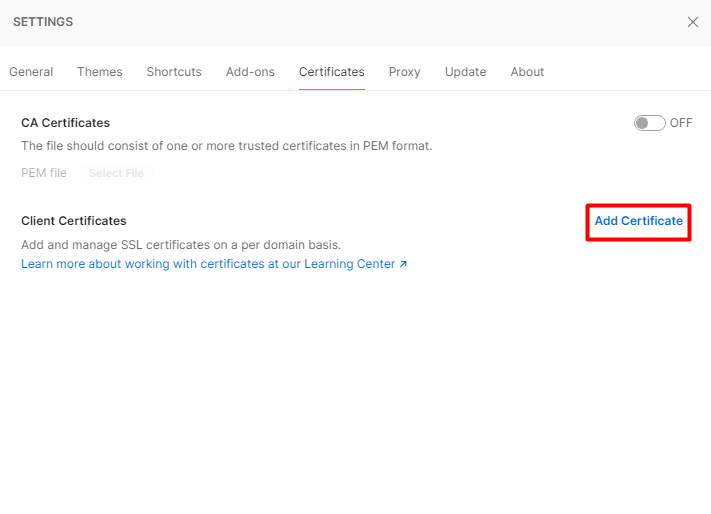 SETTINGS
General Themes Shortcuts Add-ons Certificates Proxy Update About
CA Certificates OFF
The file should consist of one or more trusted certificates in PEM format.
PEM file Select File
Client Certificates Add Certificate
Add and manage SSL certificates on a per domain basis.
Learn more about working with certificates at our Learning Center ↗